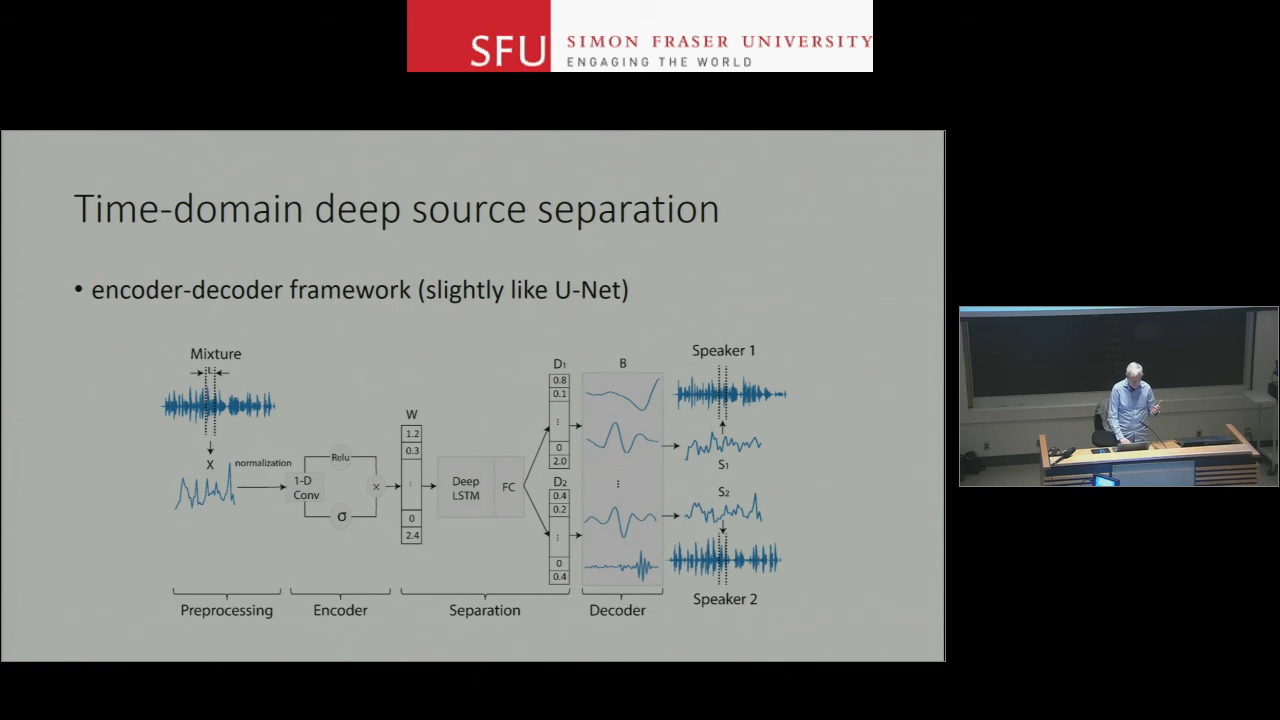 SFU SIMON FRASER UNIVERSITY
ENGAGING THE WORLD
Time-domain deep source separation
• encoder-decoder framework (slightly like U-Net)
Mixture
L
X
normalization
1-D
Conv
Relu
σ
×
W
1.2
0.3
⋮
0
2.4
Deep
LSTM
FC
D1
0.8
0.1
⋮
0
2.0
D2
0.4
0.2
⋮
0
0.4
B
⋮
Speaker 1
S1
S2
Speaker 2
Preprocessing
Encoder
Separation
Decoder